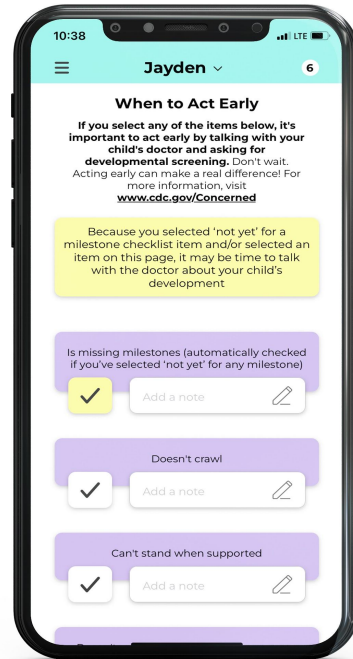 10:38
LTE
Jayden
6
When to Act Early
If you select any of the items below, it's
important to act early by talking with your
child's doctor and asking for
developmental screening. Don't wait.
Acting early can make a real difference! For
more information, visit
www.cdc.gov/Concerned
Because you selected ‘not yet’ for a
milestone checklist item and/or selected an
item on this page, it may be time to talk
with the doctor about your child’s
development
Is missing milestones (automatically checked
if you’ve selected ‘not yet’ for any milestone)
Add a note
Doesn't crawl
Add a note
Can't stand when supported
Add a note